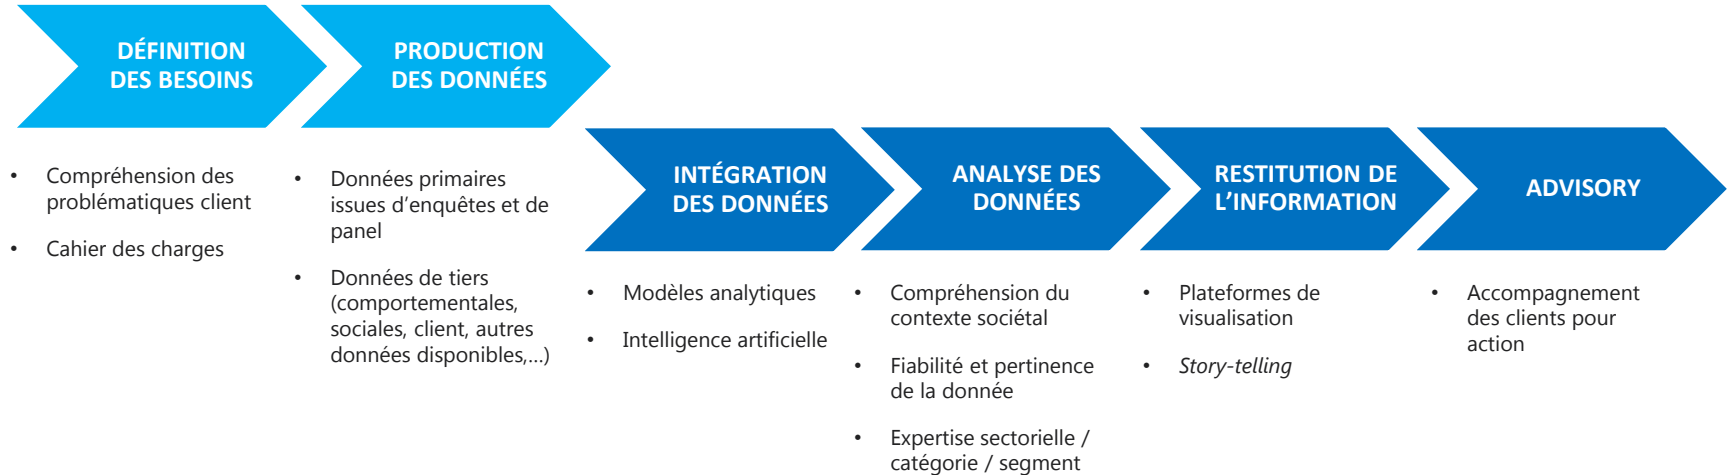 DÉFINITION
DES BESOINS
• Compréhension des
problématiques client
• Cahier des charges
PRODUCTION
DES DONNÉES
• Données primaires
issues d’enquêtes et de
panel
• Données de tiers
(comportementales,
sociales, client, autres
données disponibles,…)
INTÉGRATION
DES DONNÉES
• Modèles analytiques
• Intelligence artificielle
ANALYSE DES
DONNÉES
• Compréhension du
contexte sociétal
• Fiabilité et pertinence
de la donnée
• Expertise sectorielle /
catégorie / segment
RESTITUTION DE
L’INFORMATION
• Plateformes de
visualisation
• Story-telling
ADVISORY
• Accompagnement
des clients pour
action